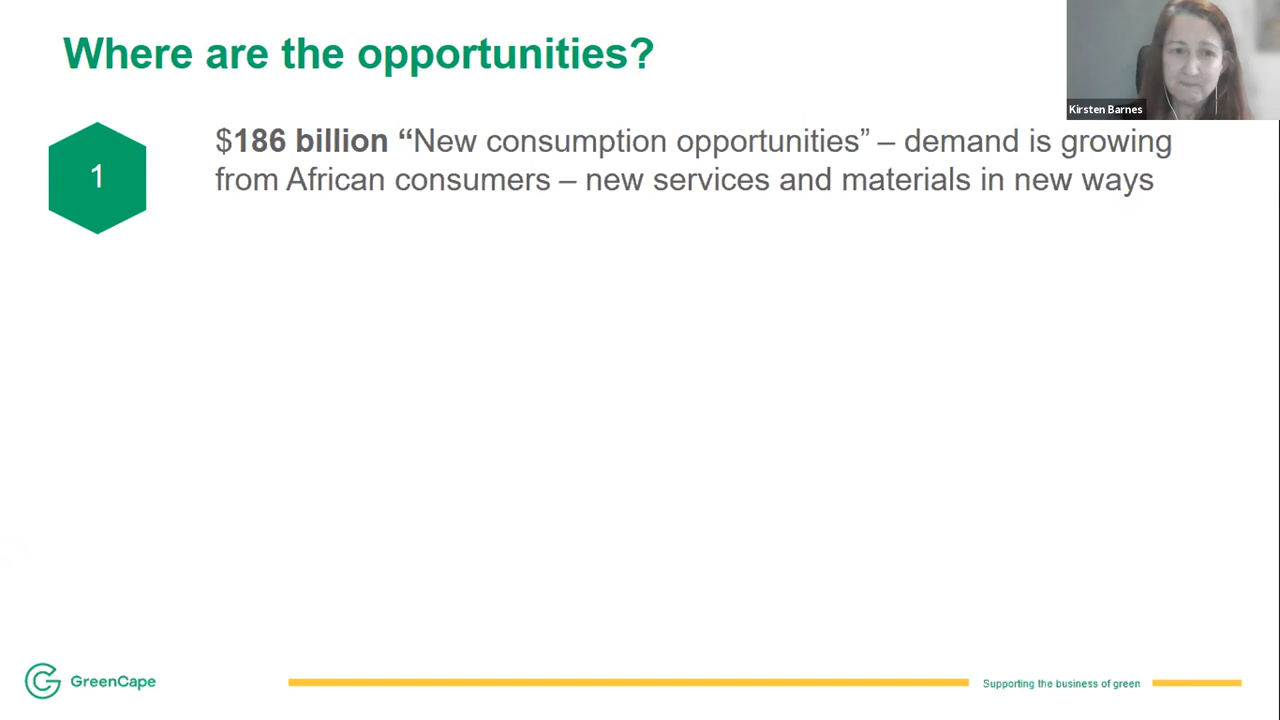 Where are the opportunities?
Kirsten Barnes
1
$186 billion “New consumption opportunities” – demand is growing
from African consumers – new services and materials in new ways
GreenCape
Supporting the business of green